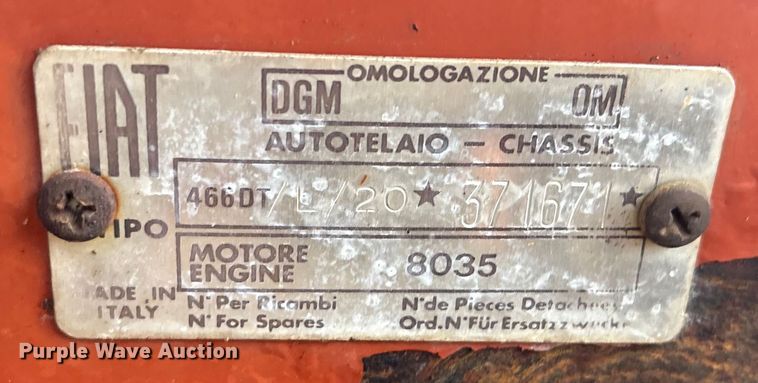 FIAT
OMOLOGAZIONE
DGM OM
AUTOTELAIO - CHASSIS
TIPO 466DT/L/20 ★ 371671 ★
MOTORE
ENGINE 8035
MADE IN
ITALY
N° Per Ricambi N° de Pieces Detachees
N° For Spares Ord.N° Für Ersatzzwecke
Purple Wave Auction